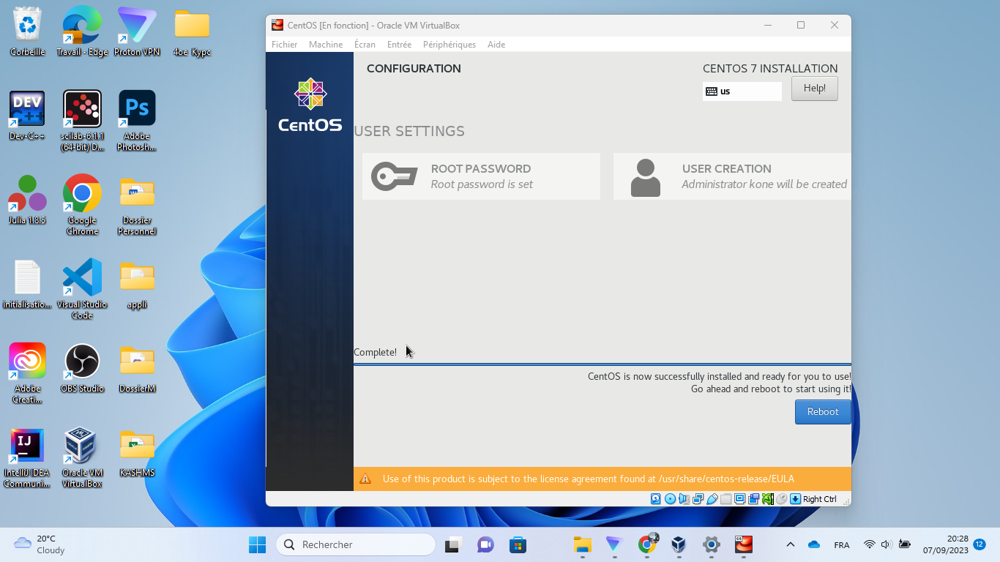 Corbeille
Travail - Edge
Proton VPN
4ое_Курс
DEV
C++
Dev-C++
scilab-6.1.1
(64-bit) D...
Ps
Adobe
Photosh...
Julia 1.8.5
Google
Chrome
Dossier
Personnel
initialisatio...
Visual Studio
Code
appli
Adobe
Creati...
OBS Studio
DossierM
IJ
IntelliJ IDEA
Communi...
Oracle VM
VirtualBox
KASHMS
CentOS [En fonction] - Oracle VM VirtualBox
Fichier Machine Écran Entrée Périphériques Aide
CentOS
CONFIGURATION
CENTOS 7 INSTALLATION
us
Help!
USER SETTINGS
ROOT PASSWORD
Root password is set
USER CREATION
Administrator kone will be created
Complete!
CentOS is now successfully installed and ready for you to use!
Go ahead and reboot to start using it!
Reboot
Use of this product is subject to the license agreement found at /usr/share/centos-release/EULA
Right Ctrl
20°C
Cloudy
Rechercher
64
FRA
20:28
07/09/2023
12